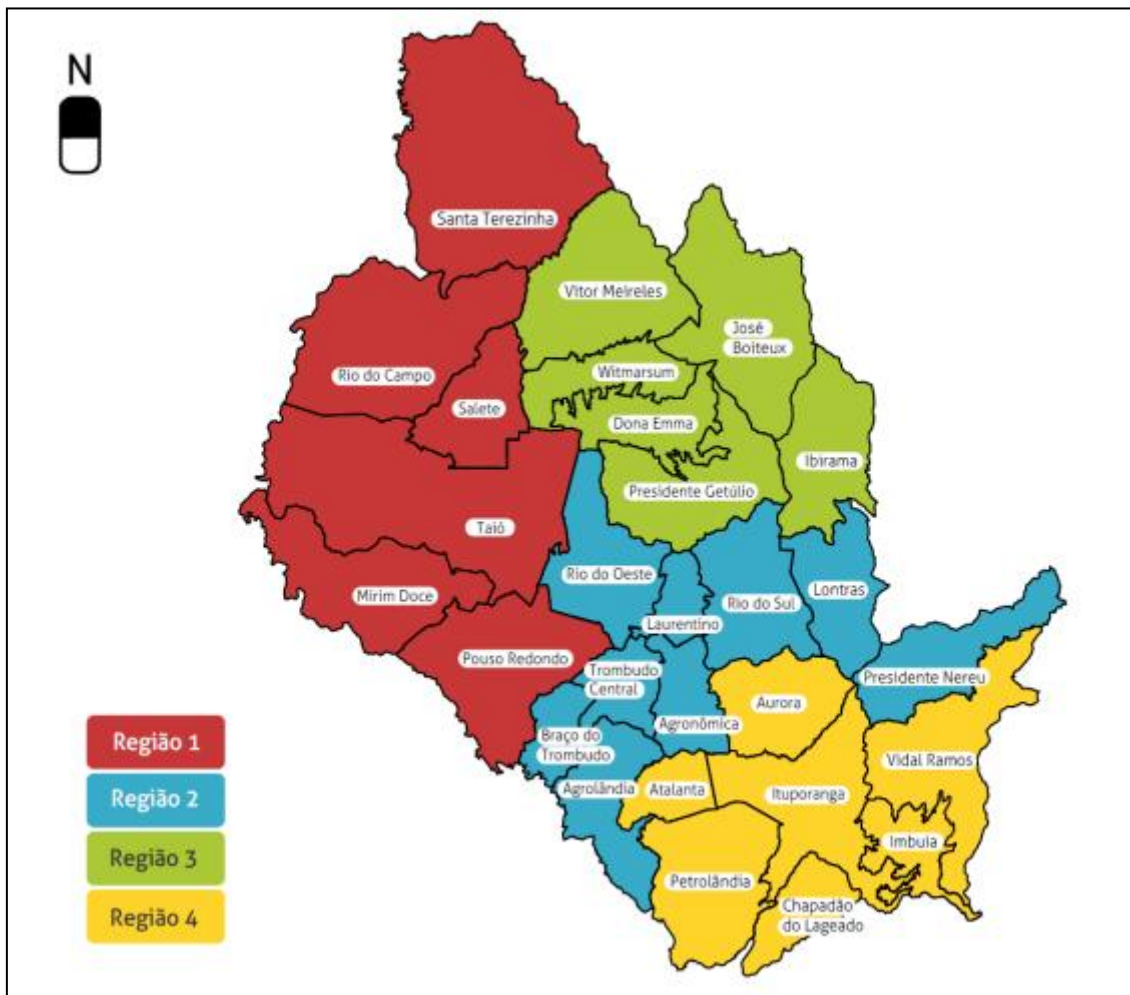 N
Santa Terezinha
Vitor Meireles
José
Boiteux
Rio do Campo
Witmarsum
Salete
Dona Emma
Ibirama
Presidente Getúlio
Taió
Rio do Oeste
Lontras
Mirim Doce
Rio do Sul
Laurentino
Pouso Redondo
Trombudo
Central
Presidente Nereu
Aurora
Agronômica
Braço do
Trombudo
Vidal Ramos
Agrolândia
Atalanta
Ituporanga
Imbuia
Petrolândia
Chapadão
do Lageado
Região 1
Região 2
Região 3
Região 4